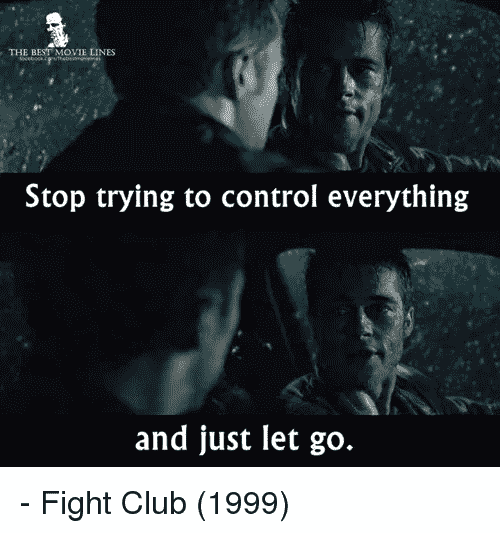 THE BEST MOVIE LINES
Stop trying to control everything
and just let go.
- Fight Club (1999)